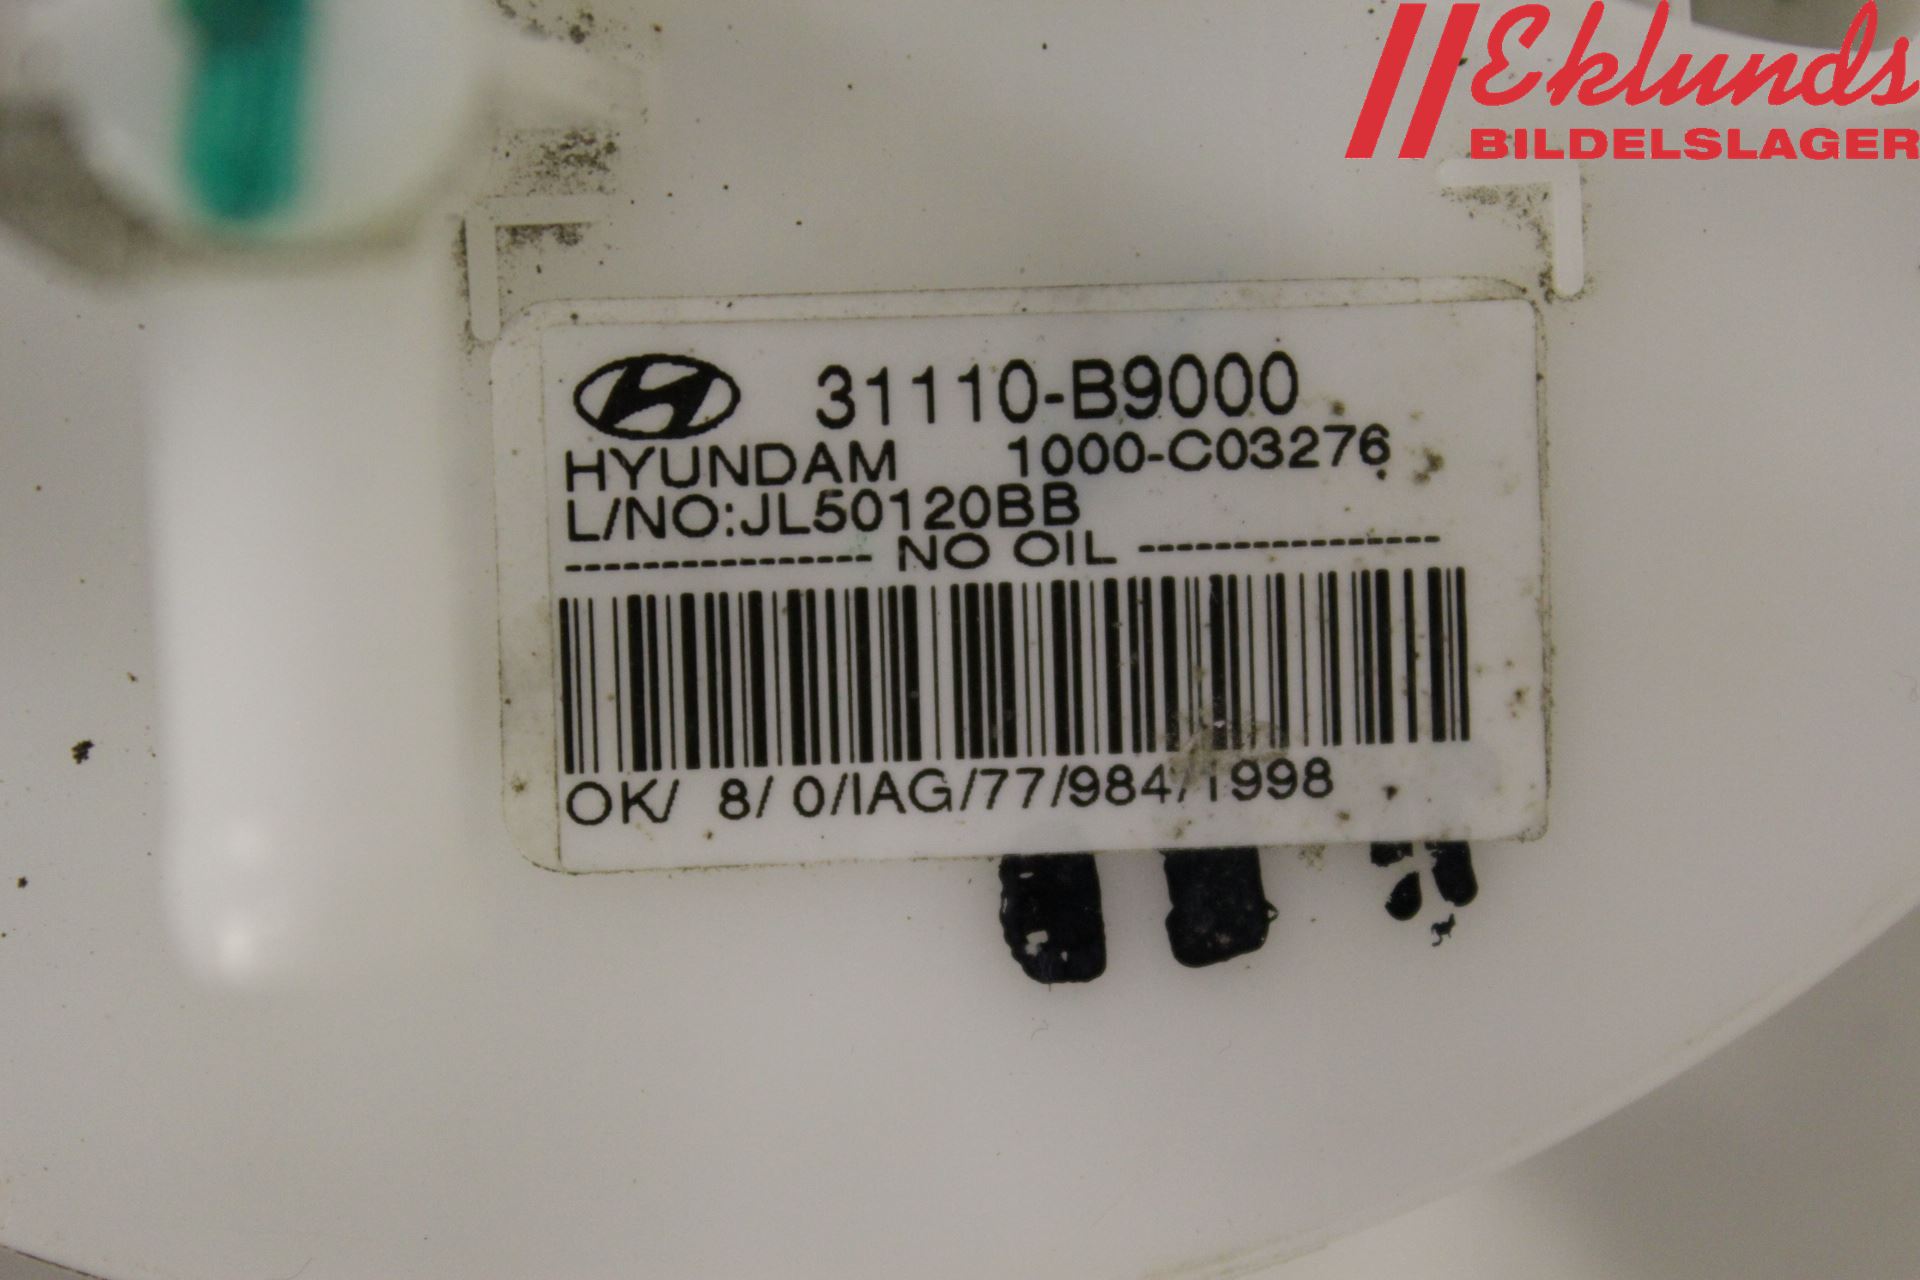 Eklunds
BILDELSLAGER
31110-B9000
HYUNDAM 1000-C03276
L/NO:JL50120BB
---------------- NO OIL ----------------
OK/ 8/ 0/IAG/77/984/1998